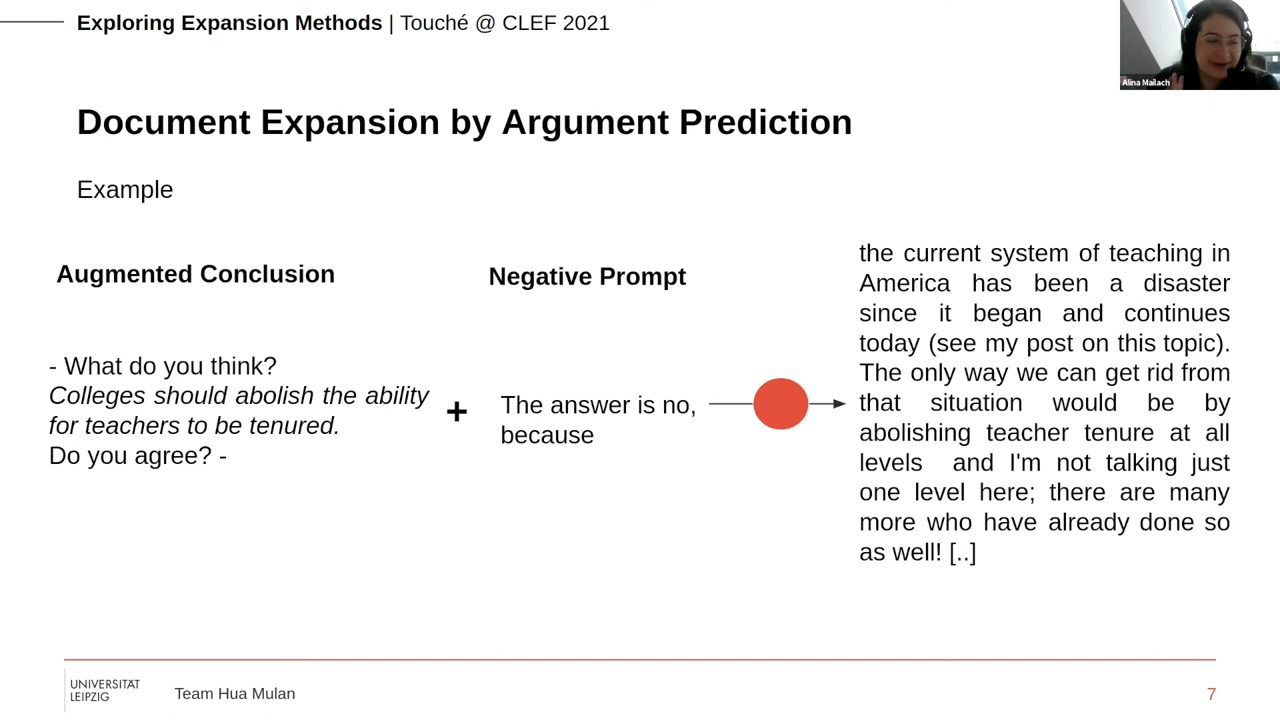 Exploring Expansion Methods | Touché @ CLEF 2021
Alina Mailach
Document Expansion by Argument Prediction
Example
Augmented Conclusion
- What do you think?
Colleges should abolish the ability
for teachers to be tenured.
Do you agree? -
+
Negative Prompt
The answer is no,
because
the current system of teaching in
America has been a disaster
since it began and continues
today (see my post on this topic).
The only way we can get rid from
that situation would be by
abolishing teacher tenure at all
levels and I'm not talking just
one level here; there are many
more who have already done so
as well! [..]
UNIVERSITÄT
LEIPZIG
Team Hua Mulan
7